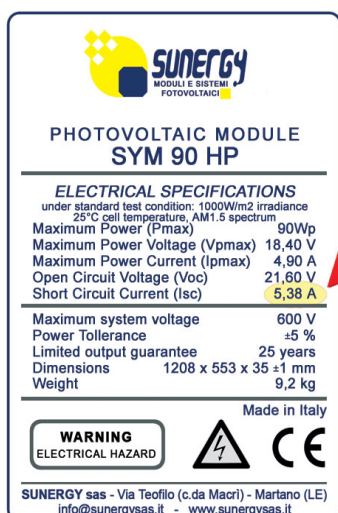 sunergy
MODULI E SISTEMI
FOTOVOLTAICI
PHOTOVOLTAIC MODULE
SYM 90 HP
ELECTRICAL SPECIFICATIONS
under standard test condition: 1000W/m2 irradiance
25°C cell temperature, AM1.5 spectrum
Maximum Power (Pmax) 90Wp
Maximum Power Voltage (Vpmax) 18,40 V
Maximum Power Current (Ipmax) 4,90 A
Open Circuit Voltage (Voc) 21,60 V
Short Circuit Current (Isc) 5,38 A
Maximum system voltage 600 V
Power Tollerance ±5 %
Limited output guarantee 25 years
Dimensions 1208 x 553 x 35 ±1 mm
Weight 9,2 kg
Made in Italy
WARNING
ELECTRICAL HAZARD
CE
SUNERGY sas - Via Teofilo (c.da Macrì) - Martano (LE)
info@sunergysas.it - www.sunergysas.it